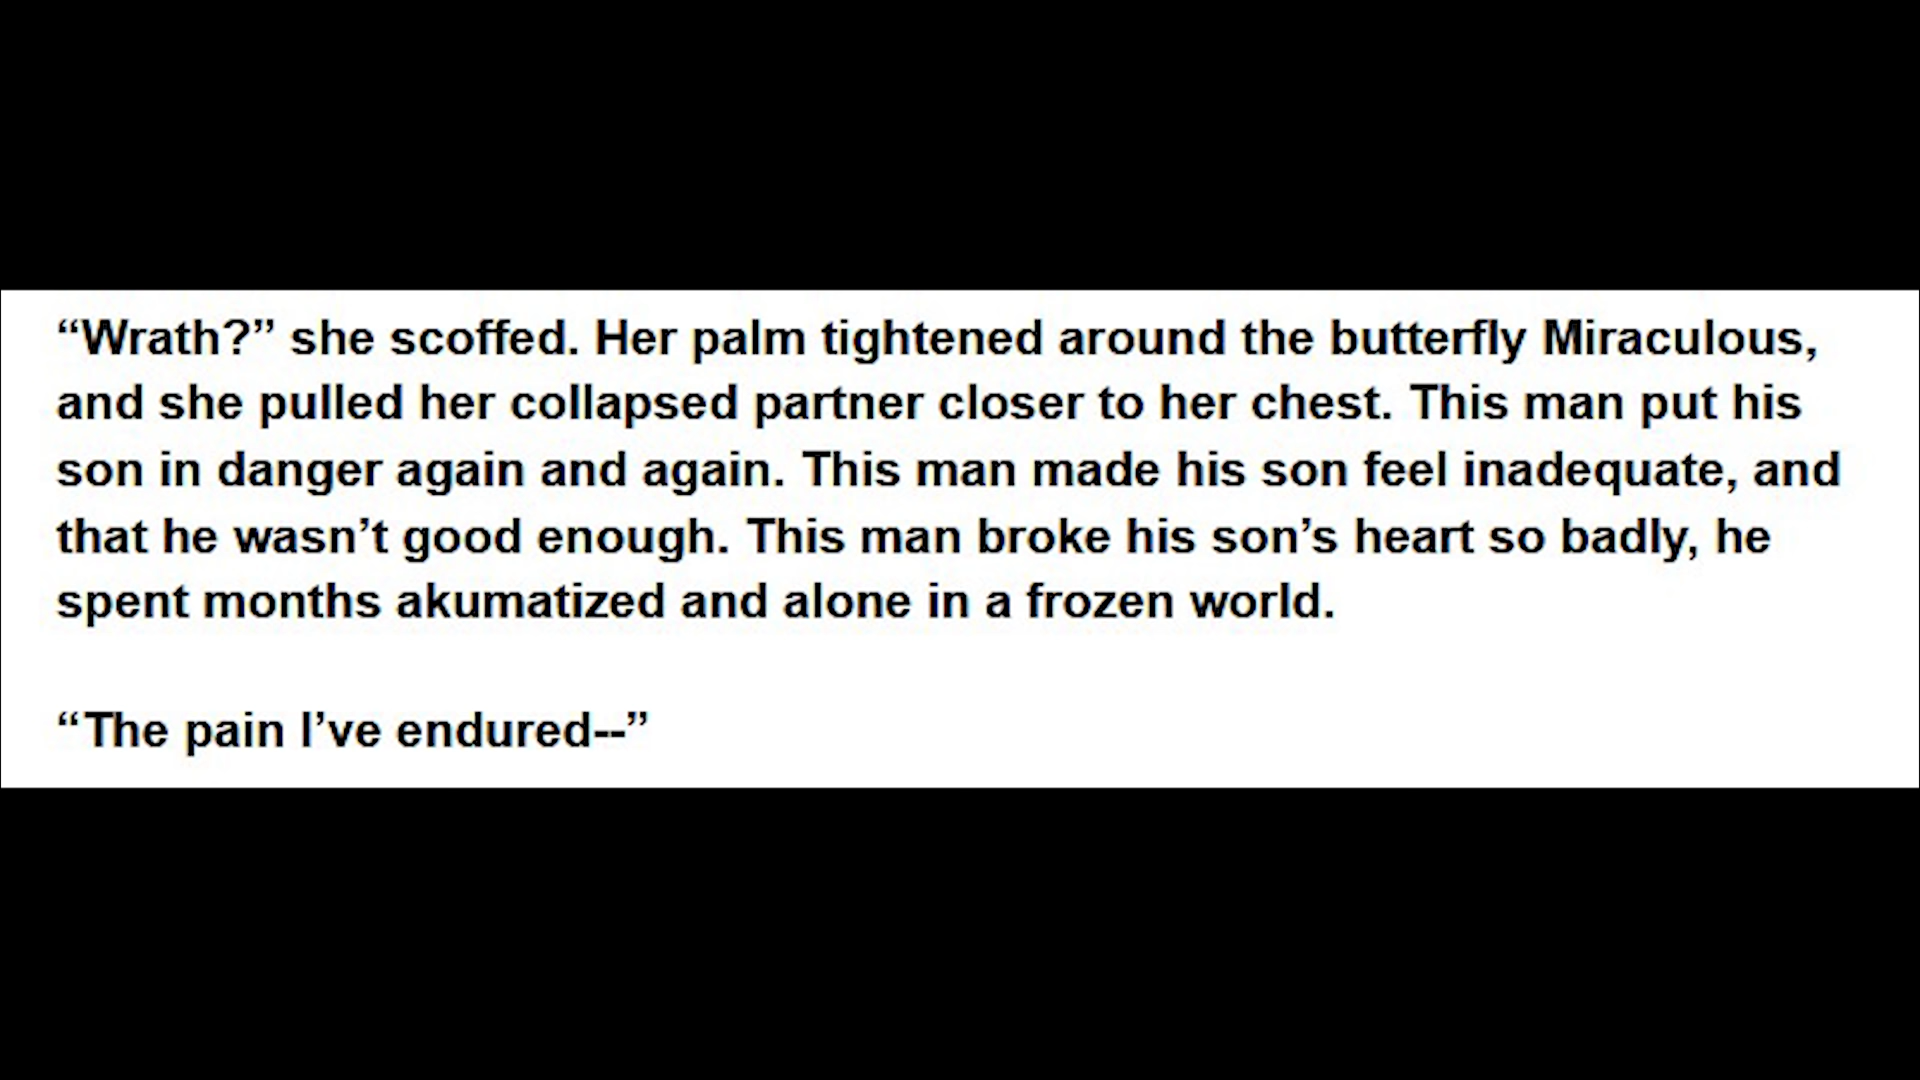 “Wrath?” she scoffed. Her palm tightened around the butterfly Miraculous,
and she pulled her collapsed partner closer to her chest. This man put his
son in danger again and again. This man made his son feel inadequate, and
that he wasn’t good enough. This man broke his son’s heart so badly, he
spent months akumatized and alone in a frozen world.
“The pain I’ve endured--”